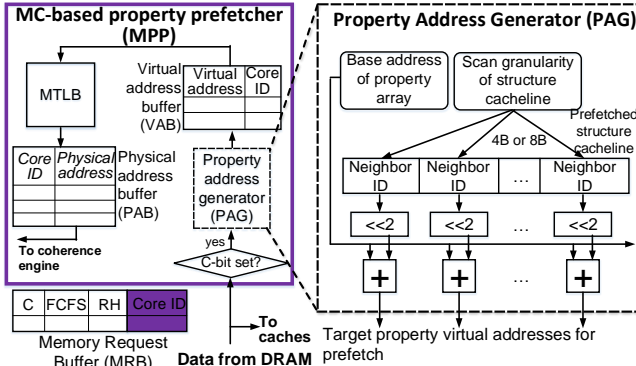 MC-based property prefetcher
(MPP)
MTLB
Virtual
address
buffer
(VAB)
Virtual
address
Core
ID
Core
ID
Physical
address
Physical
address
buffer
(PAB)
Property
address
generator
(PAG)
To coherence
engine
yes
C-bit set?
C
FCFS
RH
Core ID
Memory Request
Buffer (MRB)
To
caches
Data from DRAM
Property Address Generator (PAG)
Base address
of property
array
Scan granularity
of structure
cacheline
Prefetched
structure
cacheline
4B or 8B
Neighbor
ID
Neighbor
ID
...
Neighbor
ID
<<2
<<2
...
<<2
+
+
...
+
Target property virtual addresses for
prefetch